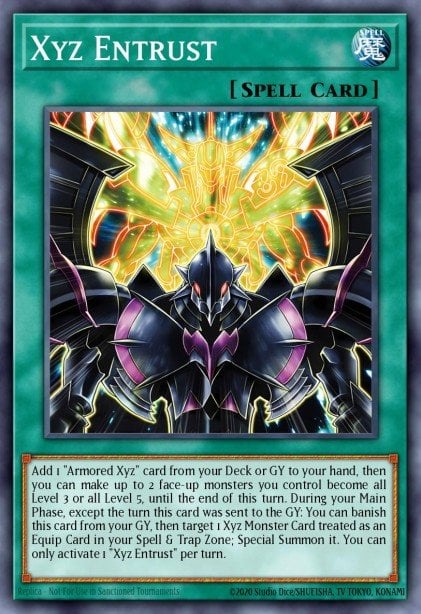 Xyz Entrust
SPELL
魔
[ Spell Card ]
Add 1 "Armored Xyz" card from your Deck or GY to your hand, then
you can make up to 2 face-up monsters you control become all
Level 3 or all Level 5, until the end of this turn. During your Main
Phase, except the turn this card was sent to the GY: You can banish
this card from your GY, then target 1 Xyz Monster Card treated as an
Equip Card in your Spell & Trap Zone; Special Summon it. You can
only activate 1 "Xyz Entrust" per turn.
Replica - Not For Use in Sanctioned Tournaments
©2020 Studio Dice/SHUEISHA, TV TOKYO, KONAMI